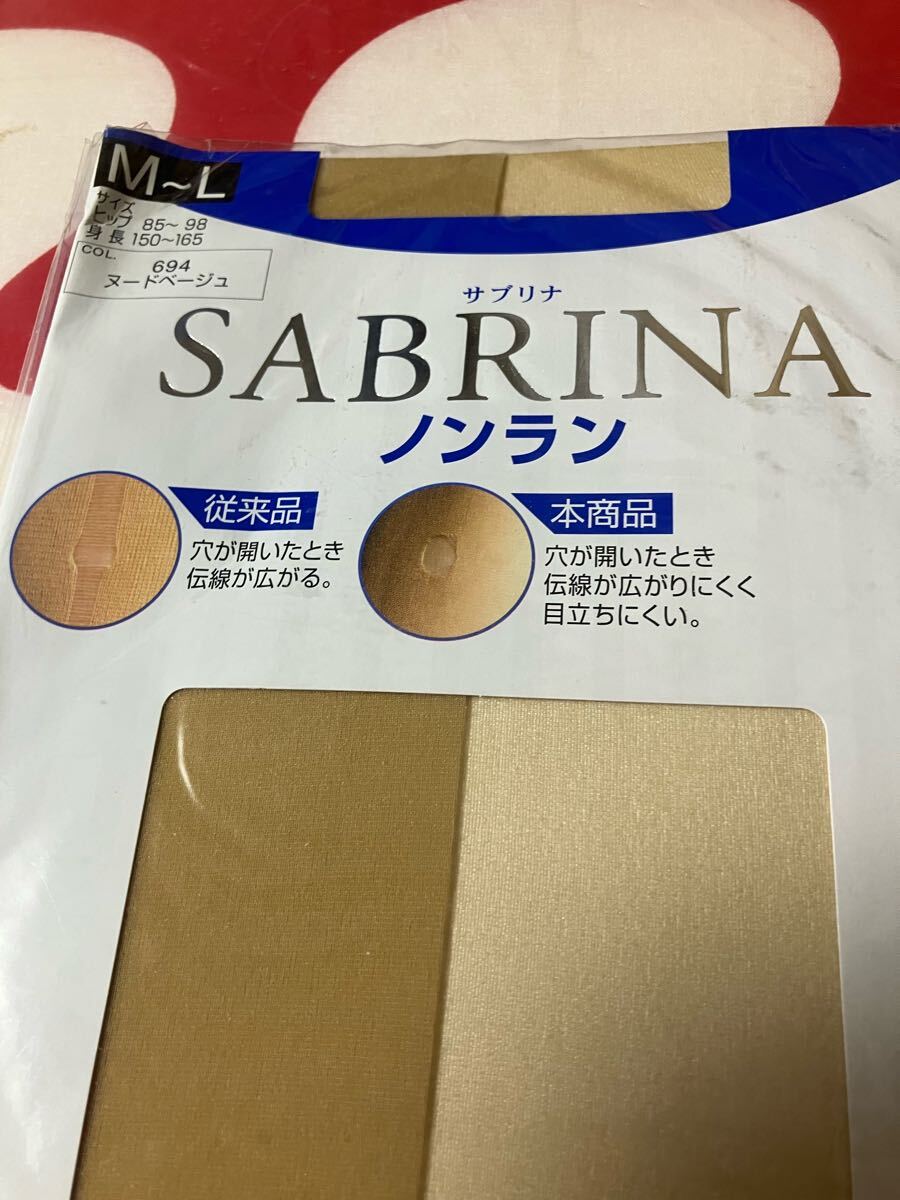 M~L
サイズ
ヒップ 85~98
身長150~165
COL.
694
ヌードベージュ
サブリナ
SABRINA
ノンラン
従来品
穴が開いたとき
伝線が広がる。
本商品
穴が開いたとき
伝線が広がりにくく
目立ちにくい。